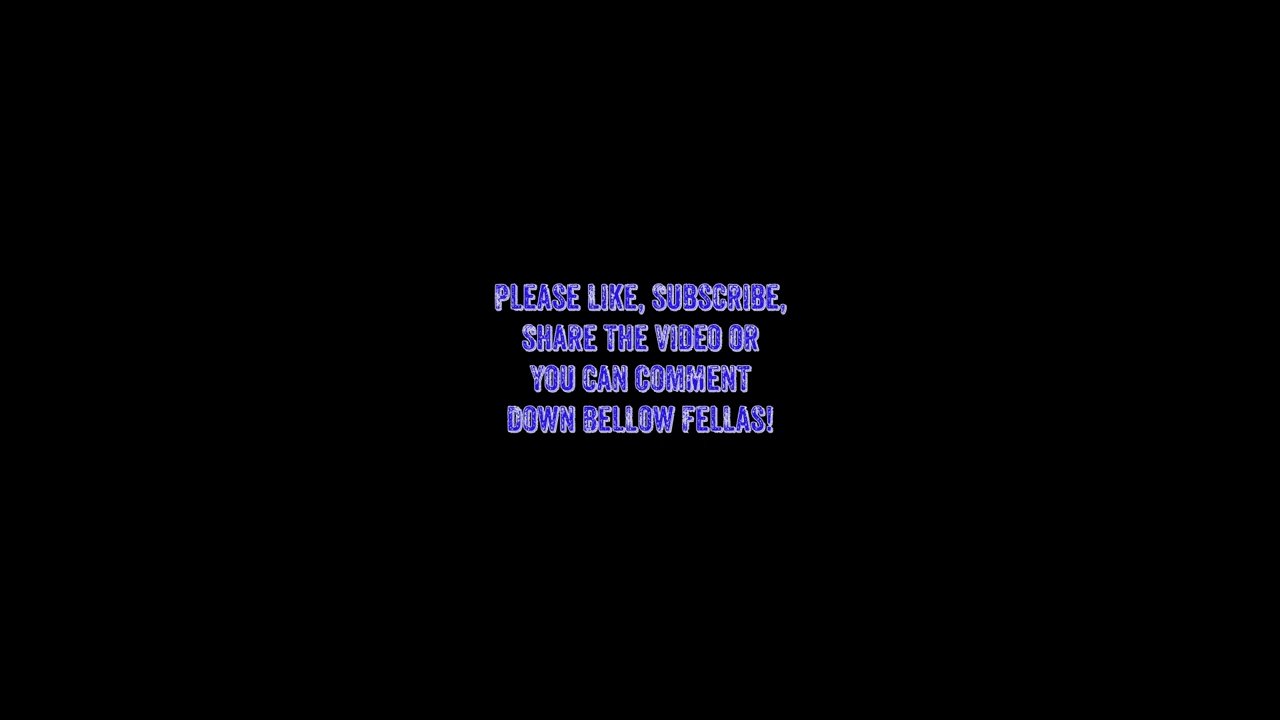 PLEASE LIKE, SUBSCRIBE,
SHARE THE VIDEO OR
YOU CAN COMMENT
DOWN BELLOW FELLAS!